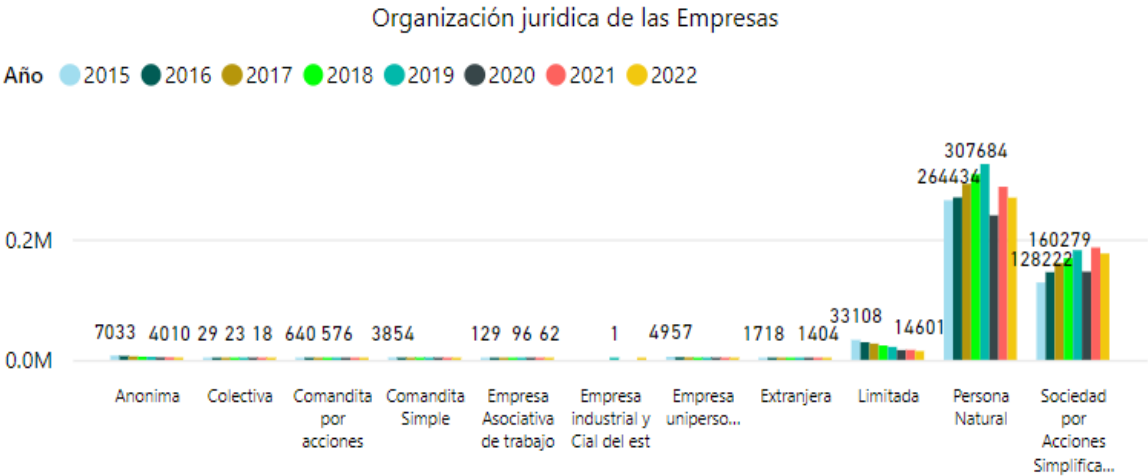 Organización juridica de las Empresas
Año 2015 2016 2017 2018 2019 2020 2021 2022
307684
264434
0.2M
160279
128222
33108
7033 4010 29 23 18 640 576 3854 129 96 62 1 4957 1718 1404 14601
0.0M
Anonima
Colectiva
Comandita
por
acciones
Comandita
Simple
Empresa
Asociativa
de trabajo
Empresa
industrial y
Cial del est
Empresa
uniperso...
Extranjera
Limitada
Persona
Natural
Sociedad
por
Acciones
Simplifica...